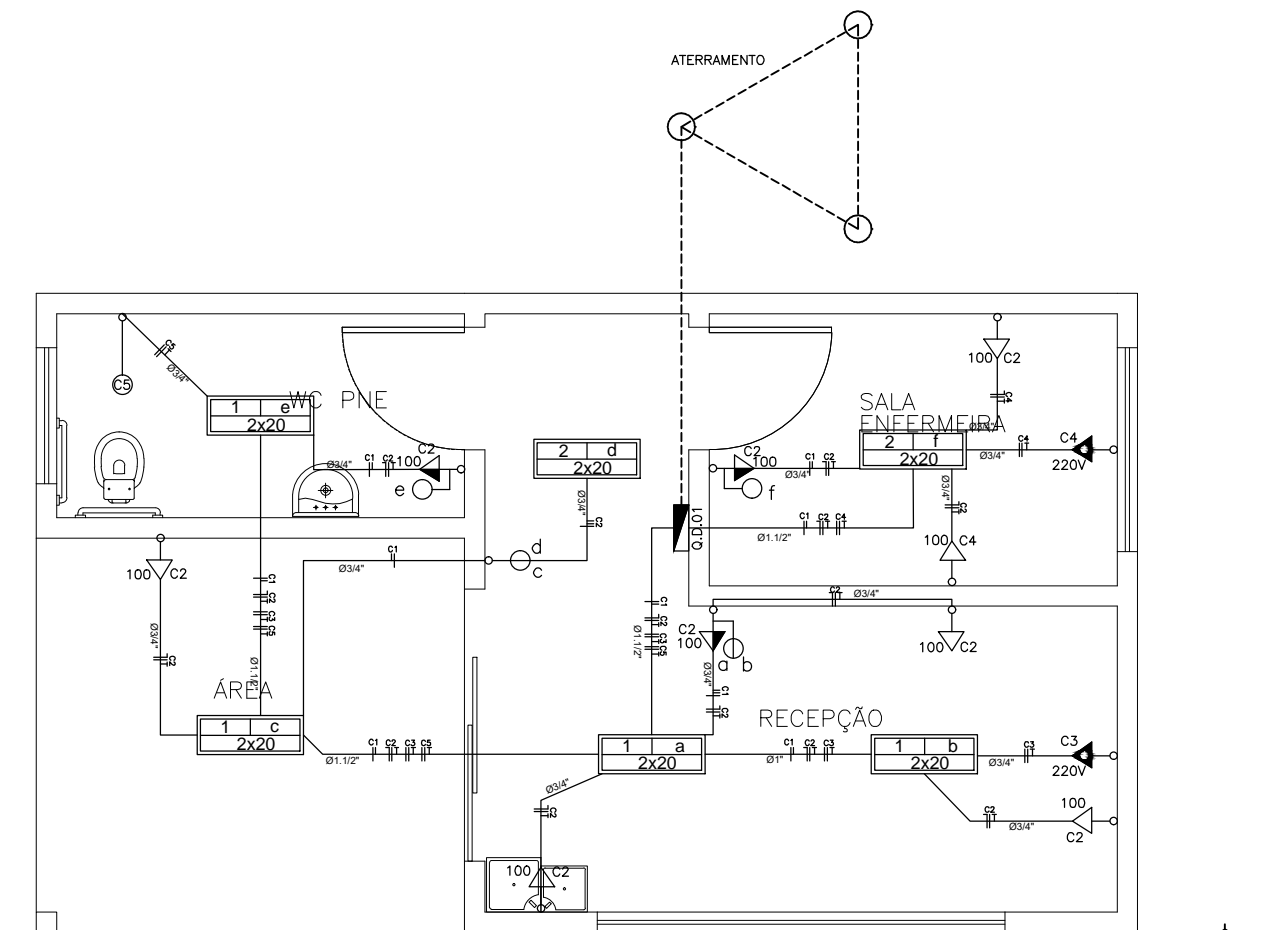 ATERRAMENTO
C5
Ø3/4"
C5
1 e
2x20
WC PNE
Ø3/4"
C1 C2
100
C2
e
2 d
2x20
Ø3/4"
C2
C2
100
f
Ø3/4"
C1 C2
SALA
ENFERMEIRA
2 f
2x20
100 C2
C4
Ø3/4"
C4
Ø3/4"
C4
220V
Ø3/4"
C2
100 C4
Q.D.01
Ø1.1/2"
C1 C2 C4
100 C2
Ø3/4"
C2
C1
C2
C3
C5
Ø1.1/2"
C1
Ø3/4"
d
c
C1
C2
C3
C5
Ø1.1/2"
C2
Ø3/4"
C2
100
a b
Ø3/4"
C1
C2
100 C2
ÁREA
1 c
2x20
C1 C2 C3 C5
Ø1.1/2"
RECEPÇÃO
1 a
2x20
C1 C2 C3
Ø1"
1 b
2x20
C3
Ø3/4"
C3
220V
Ø3/4"
C2
100 C2
C2
Ø3/4"
100
C2